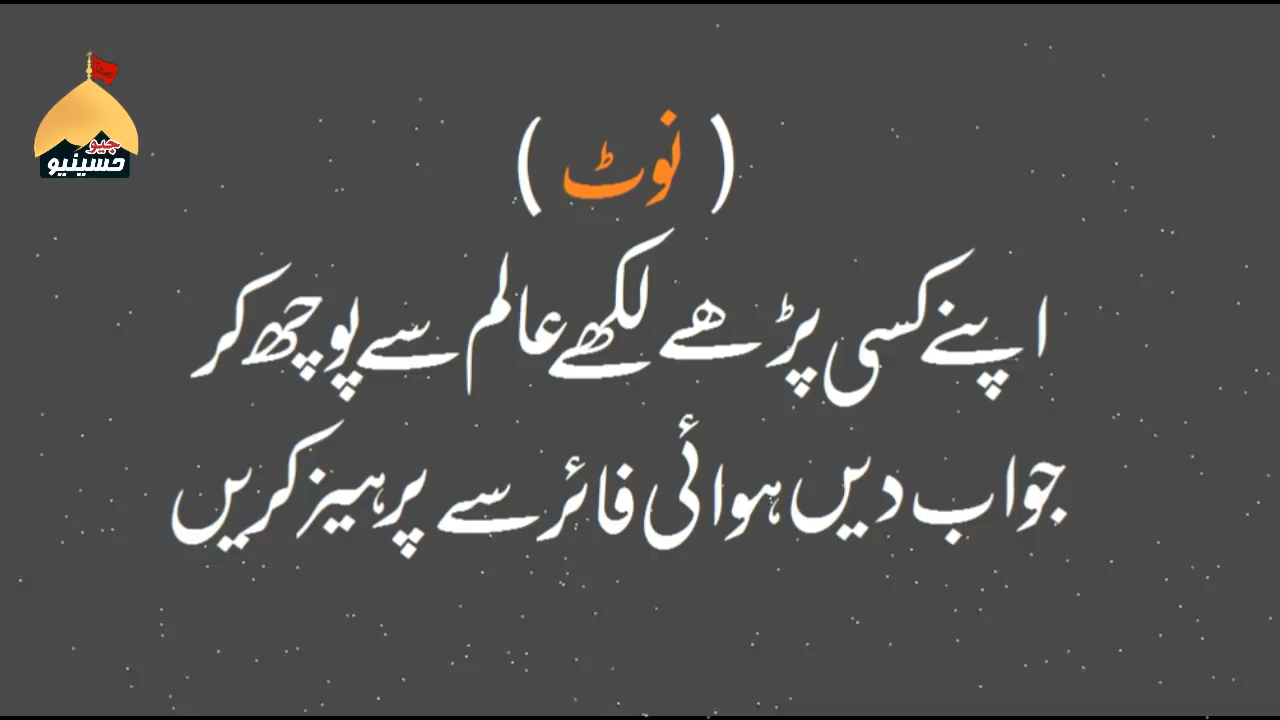 جیو
حسینیو
( نوٹ )
اپنے کسی پڑھے لکھے عالم سے پوچھ کر
جواب دیں ہوائی فائر سے پرہیز کریں